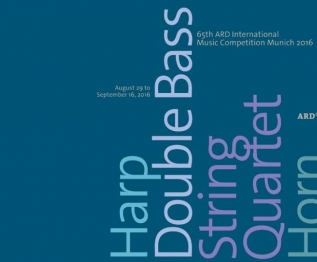 65th ARD International
Music Competition Munich 2016
August 29 to
September 16, 2016
Harp
Double Bass
String
Quartet
Horn
ARD